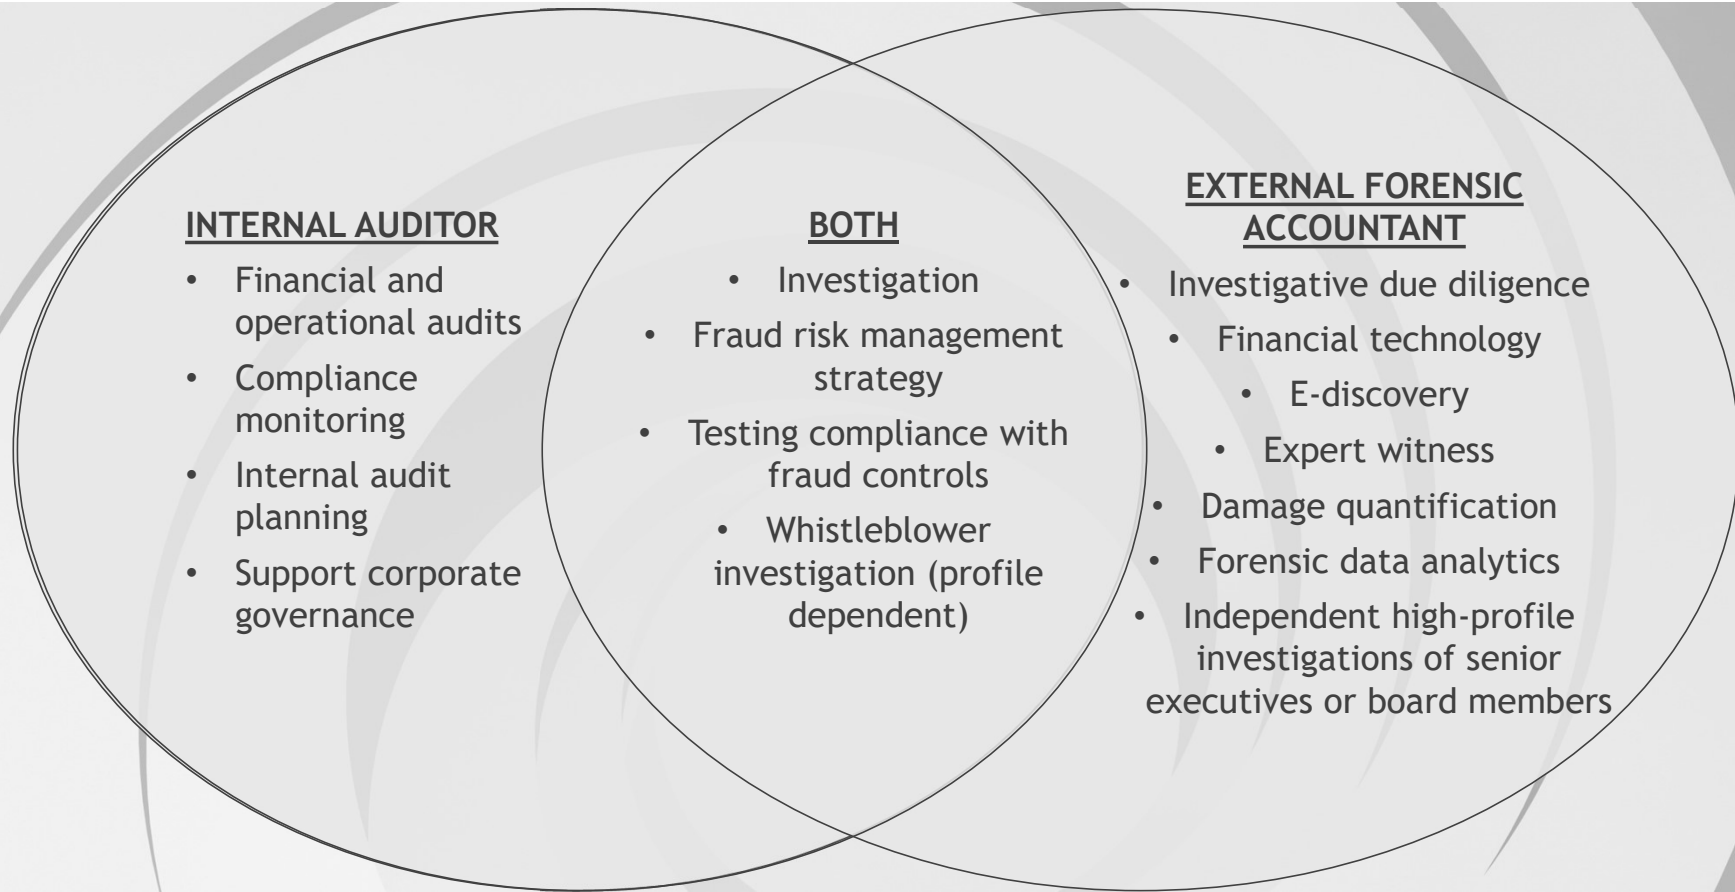 INTERNAL AUDITOR
• Financial and
operational audits
• Compliance
monitoring
• Internal audit
planning
• Support corporate
governance
BOTH
• Investigation
• Fraud risk management
strategy
• Testing compliance with
fraud controls
• Whistleblower
investigation (profile
dependent)
EXTERNAL FORENSIC
ACCOUNTANT
• Investigative due diligence
• Financial technology
• E-discovery
• Expert witness
• Damage quantification
• Forensic data analytics
• Independent high-profile
investigations of senior
executives or board members